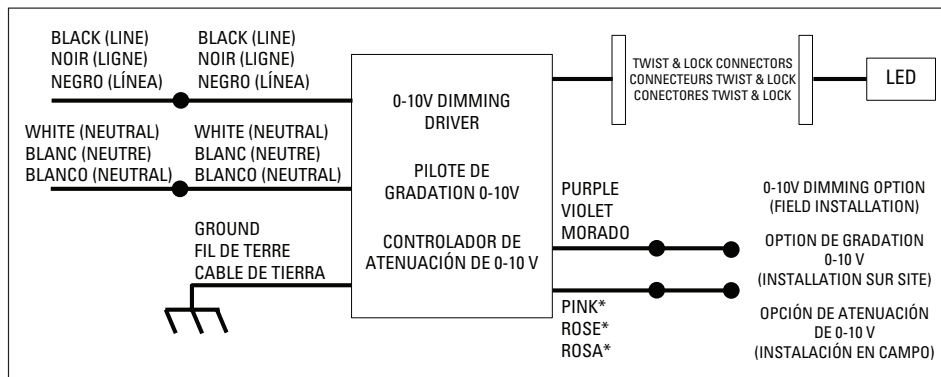 BLACK (LINE)
NOIR (LIGNE)
NEGRO (LÍNEA)
BLACK (LINE)
NOIR (LIGNE)
NEGRO (LÍNEA)
WHITE (NEUTRAL)
BLANC (NEUTRE)
BLANCO (NEUTRAL)
WHITE (NEUTRAL)
BLANC (NEUTRE)
BLANCO (NEUTRAL)
GROUND
FIL DE TERRE
CABLE DE TIERRA
0-10V DIMMING
DRIVER
PILOTE DE
GRADATION 0-10V
CONTROLADOR DE
ATENUACIÓN DE 0-10 V
TWIST & LOCK CONNECTORS
CONNECTEURS TWIST & LOCK
CONECTORES TWIST & LOCK
LED
PURPLE
VIOLET
MORADO
PINK*
ROSE*
ROSA*
0-10V DIMMING OPTION
(FIELD INSTALLATION)
OPTION DE GRADATION
0-10 V
(INSTALLATION SUR SITE)
OPCIÓN DE ATENUACIÓN
DE 0-10 V
(INSTALACIÓN EN CAMPO)